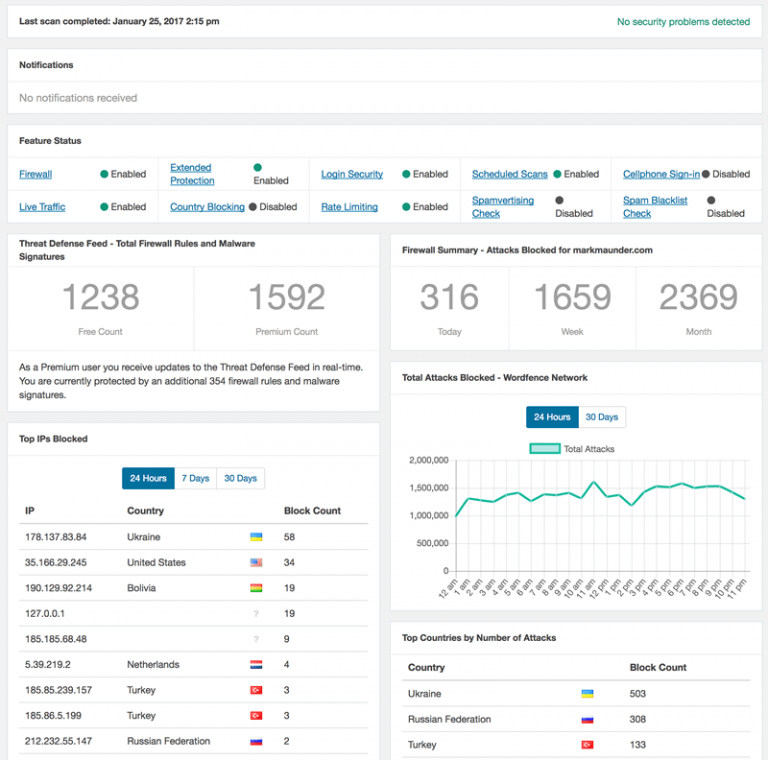 Last scan completed: January 25, 2017 2:15 pm
No security problems detected
Notifications
No notifications received
Feature Status
Firewall Enabled
Extended Protection Enabled
Login Security Enabled
Scheduled Scans Enabled
Cellphone Sign-in Disabled
Live Traffic Enabled
Country Blocking Disabled
Rate Limiting Enabled
Spamvertising Check Disabled
Spam Blacklist Check Disabled
Threat Defense Feed - Total Firewall Rules and Malware
Signatures
1238 1592
Free Count Premium Count
As a Premium user you receive updates to the Threat Defense Feed in real-time.
You are currently protected by an additional 354 firewall rules and malware
signatures.
Top IPs Blocked
24 Hours 7 Days 30 Days
IP Country Block Count
178.137.83.84 Ukraine 58
35.166.29.245 United States 34
190.129.92.214 Bolivia 19
127.0.0.1 ? 19
185.185.68.48 ? 9
5.39.219.2 Netherlands 4
185.85.239.157 Turkey 3
185.86.5.199 Turkey 3
212.232.55.147 Russian Federation 2
Firewall Summary - Attacks Blocked for markmaunder.com
316 1659 2369
Today Week Month
Total Attacks Blocked - Wordfence Network
24 Hours 30 Days
Total Attacks
2,000,000
1,500,000
1,000,000
500,000
0
12 am 1 am 2 am 3 am 4 am 5 am 6 am 7 am 8 am 9 am 10 am 11 am 12 pm 1 pm 2 pm 3 pm 4 pm 5 pm 6 pm 7 pm 8 pm 9 pm 10 pm 11 pm
Top Countries by Number of Attacks
Country Block Count
Ukraine 503
Russian Federation 308
Turkey 133